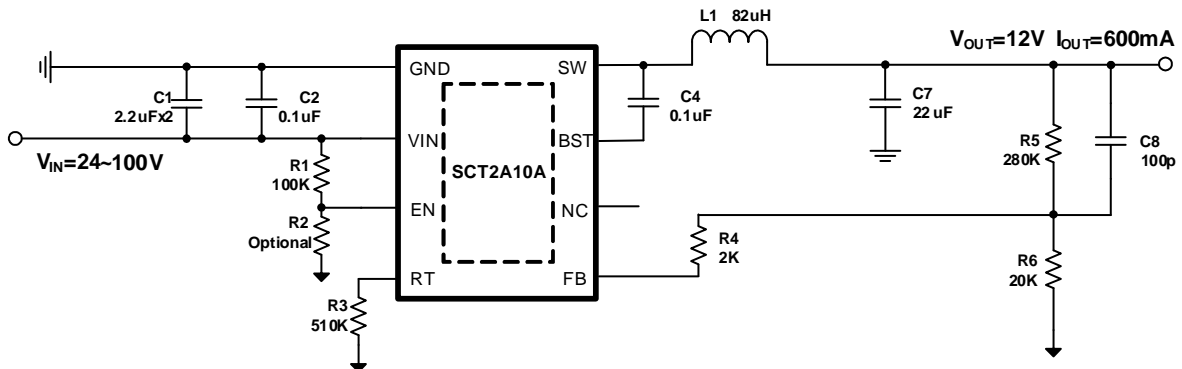 L1 82uH
VOUT=12V IOUT=600mA
GND
SW
C1
2.2uFx2
C2
0.1uF
C4
0.1uF
C7
22uF
VIN
BST
R5
280K
C8
100p
VIN=24~100V
R1
100K
SCT2A10A
EN
NC
R2
Optional
R4
2K
RT
FB
R6
20K
R3
510K